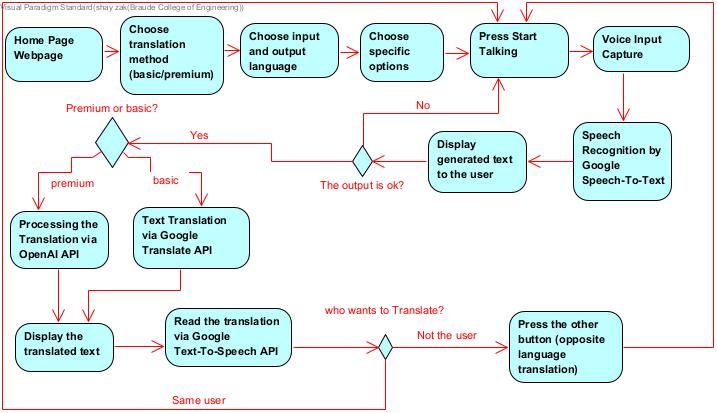 Visual Paradigm Standard(shay zak(Braude College of Engineering))
Home Page
Webpage
Choose
translation
method
(basic/premium)
Choose input
and output
language
Choose
specific
options
Press Start
Talking
Voice Input
Capture
Premium or basic?
No
Yes
Display
generated text
to the user
Speech
Recognition by
Google
Speech-To-Text
The output is ok?
premium
basic
Processing the
Translation via
OpenAI API
Text Translation
via Google
Translate API
Display the
translated text
Read the translation
via Google
Text-To-Speech API
who wants to Translate?
Not the user
Press the other
button (opposite
language
translation)
Same user